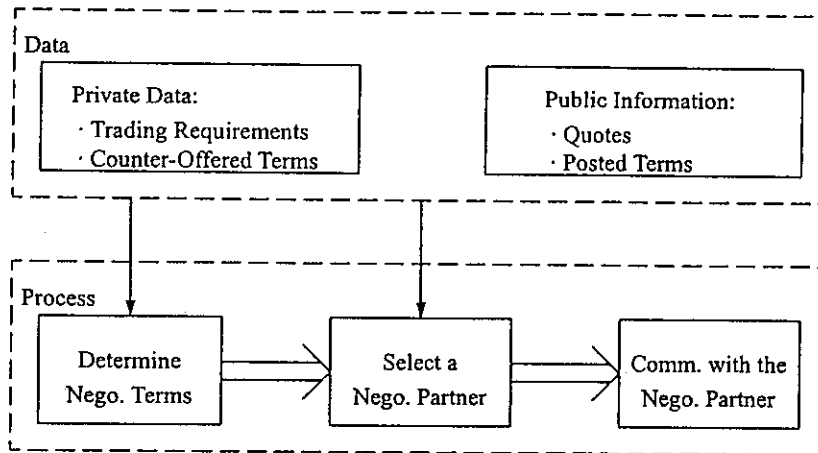 Data
Private Data:
· Trading Requirements
· Counter-Offered Terms
Public Information:
· Quotes
· Posted Terms
Process
Determine
Nego. Terms
Select a
Nego. Partner
Comm. with the
Nego. Partner